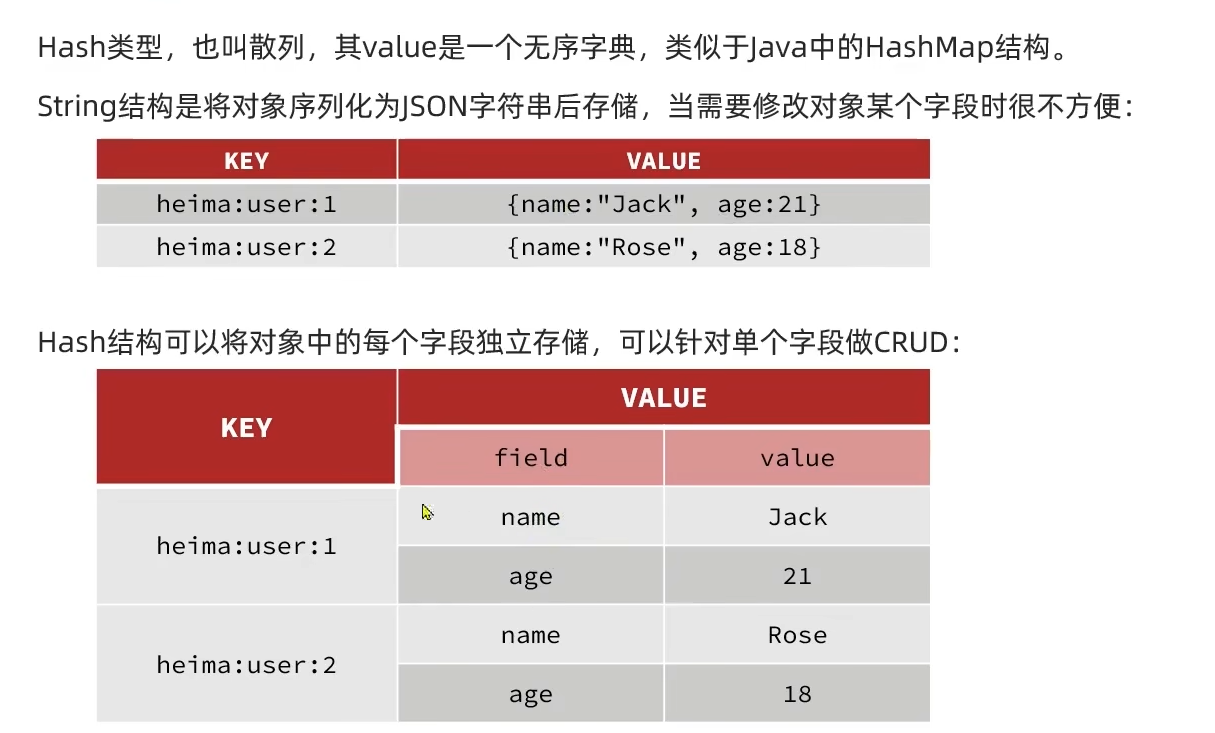 Hash类型，也叫散列，其value是一个无序字典，类似于Java中的HashMap结构。
String结构是将对象序列化为JSON字符串后存储，当需要修改对象某个字段时很不方便：
KEY VALUE
heima:user:1 {name:"Jack", age:21}
heima:user:2 {name:"Rose", age:18}
Hash结构可以将对象中的每个字段独立存储，可以针对单个字段做CRUD：
KEY VALUE
field value
heima:user:1 name Jack
age 21
heima:user:2 name Rose
age 18